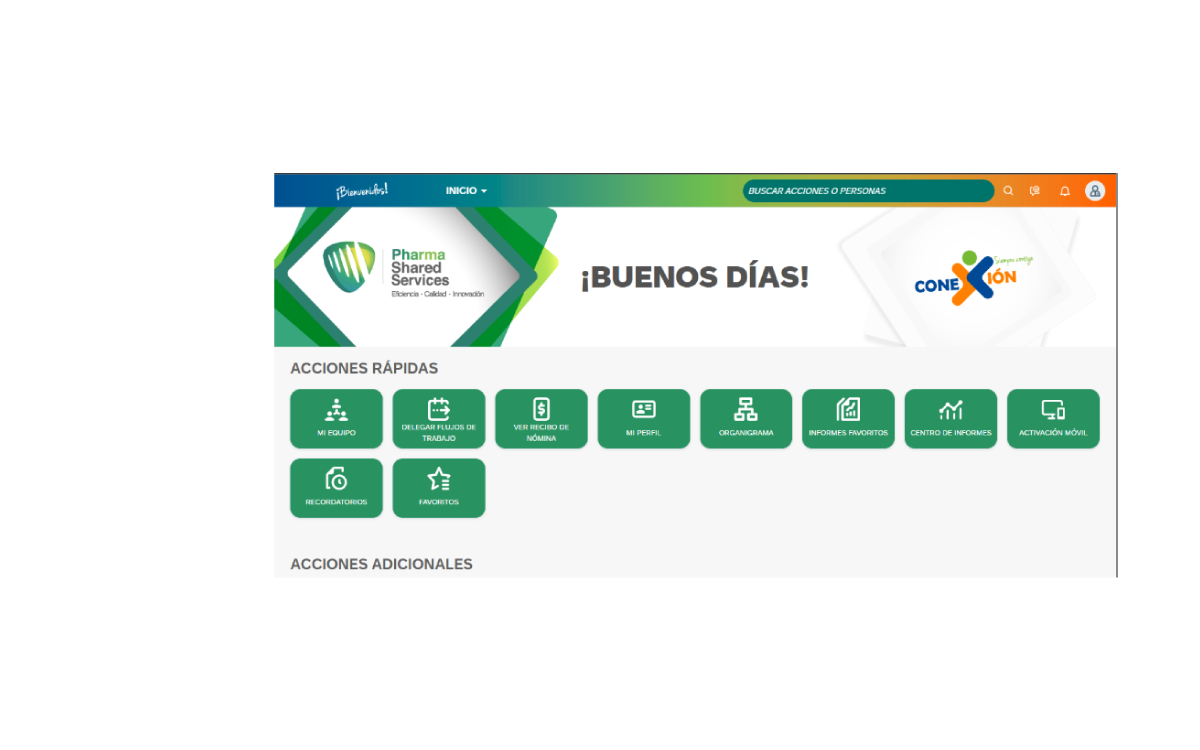 ¡Bienvenidos!
INICIO
BUSCAR ACCIONES O PERSONAS
Pharma
Shared
Services
Eficiencia - Calidad - Innovación
¡BUENOS DÍAS!
Siempre contigo
CONEXIÓN
ACCIONES RÁPIDAS
MI EQUIPO
DELEGAR FLUJOS DE
TRABAJO
VER RECIBO DE
NÓMINA
MI PERFIL
ORGANIGRAMA
INFORMES FAVORITOS
CENTRO DE INFORMES
ACTIVACIÓN MÓVIL
RECORDATORIOS
FAVORITOS
ACCIONES ADICIONALES